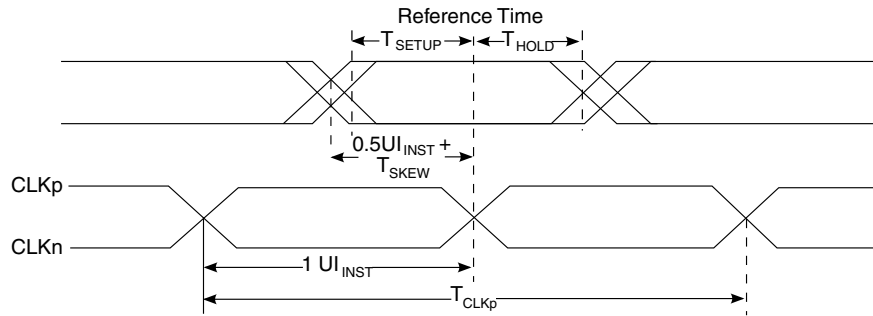 Reference Time
TSETUP THOLD
0.5UIINST +
TSKEW
CLKp
CLKn
1 UIINST
TCLKp